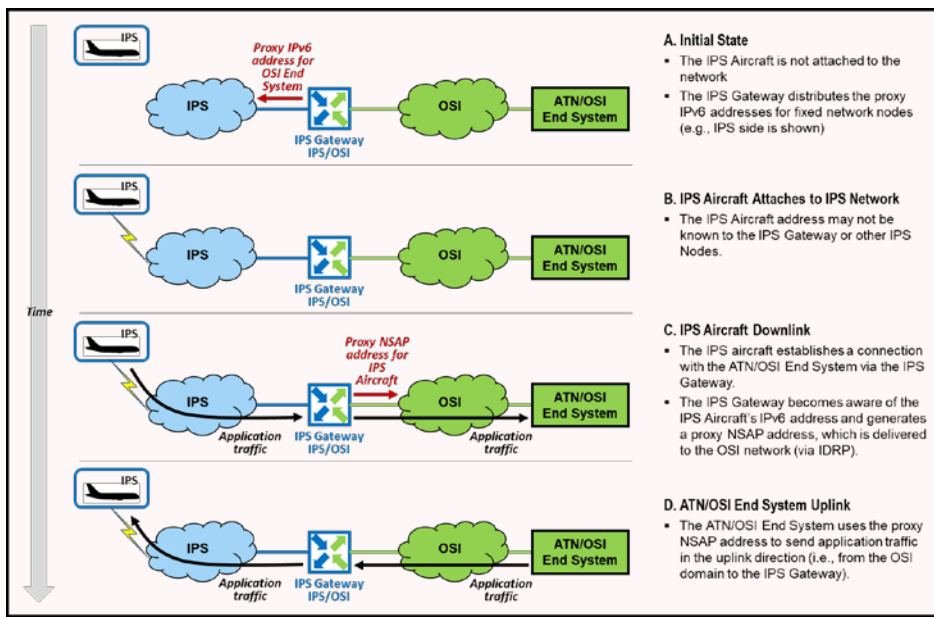 IPS
Proxy IPv6
address for
OSI End
System
IPS
OSI
ATN/OSI
End System
IPS Gateway
IPS/OSI
A. Initial State
▪ The IPS Aircraft is not attached to the
network
▪ The IPS Gateway distributes the proxy
IPv6 addresses for fixed network nodes
(e.g., IPS side is shown)
IPS
IPS
OSI
ATN/OSI
End System
IPS Gateway
IPS/OSI
B. IPS Aircraft Attaches to IPS Network
▪ The IPS Aircraft address may not be
known to the IPS Gateway or other IPS
Nodes.
Time
IPS
Proxy NSAP
address for
IPS
Aircraft
IPS
OSI
ATN/OSI
End System
Application
traffic
IPS Gateway
IPS/OSI
Application
traffic
C. IPS Aircraft Downlink
▪ The IPS aircraft establishes a connection
with the ATN/OSI End System via the IPS
Gateway.
▪ The IPS Gateway becomes aware of the
IPS Aircraft's IPv6 address and generates
a proxy NSAP address, which is delivered
to the OSI network (via IDRP).
IPS
IPS
OSI
ATN/OSI
End System
Application
traffic
IPS Gateway
IPS/OSI
Application
traffic
D. ATN/OSI End System Uplink
▪ The ATN/OSI End System uses the proxy
NSAP address to send application traffic
in the uplink direction (i.e., from the OSI
domain to the IPS Gateway).